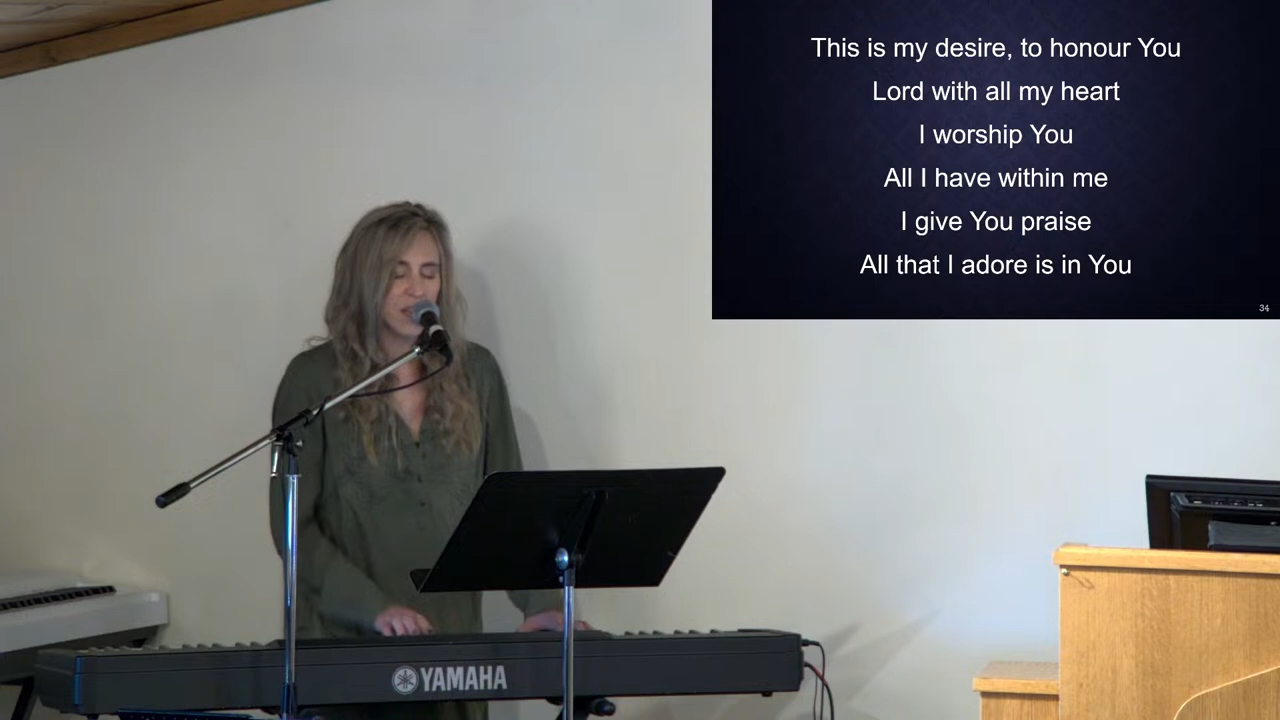 This is my desire, to honour You
Lord with all my heart
I worship You
All I have within me
I give You praise
All that I adore is in You
34
YAMAHA